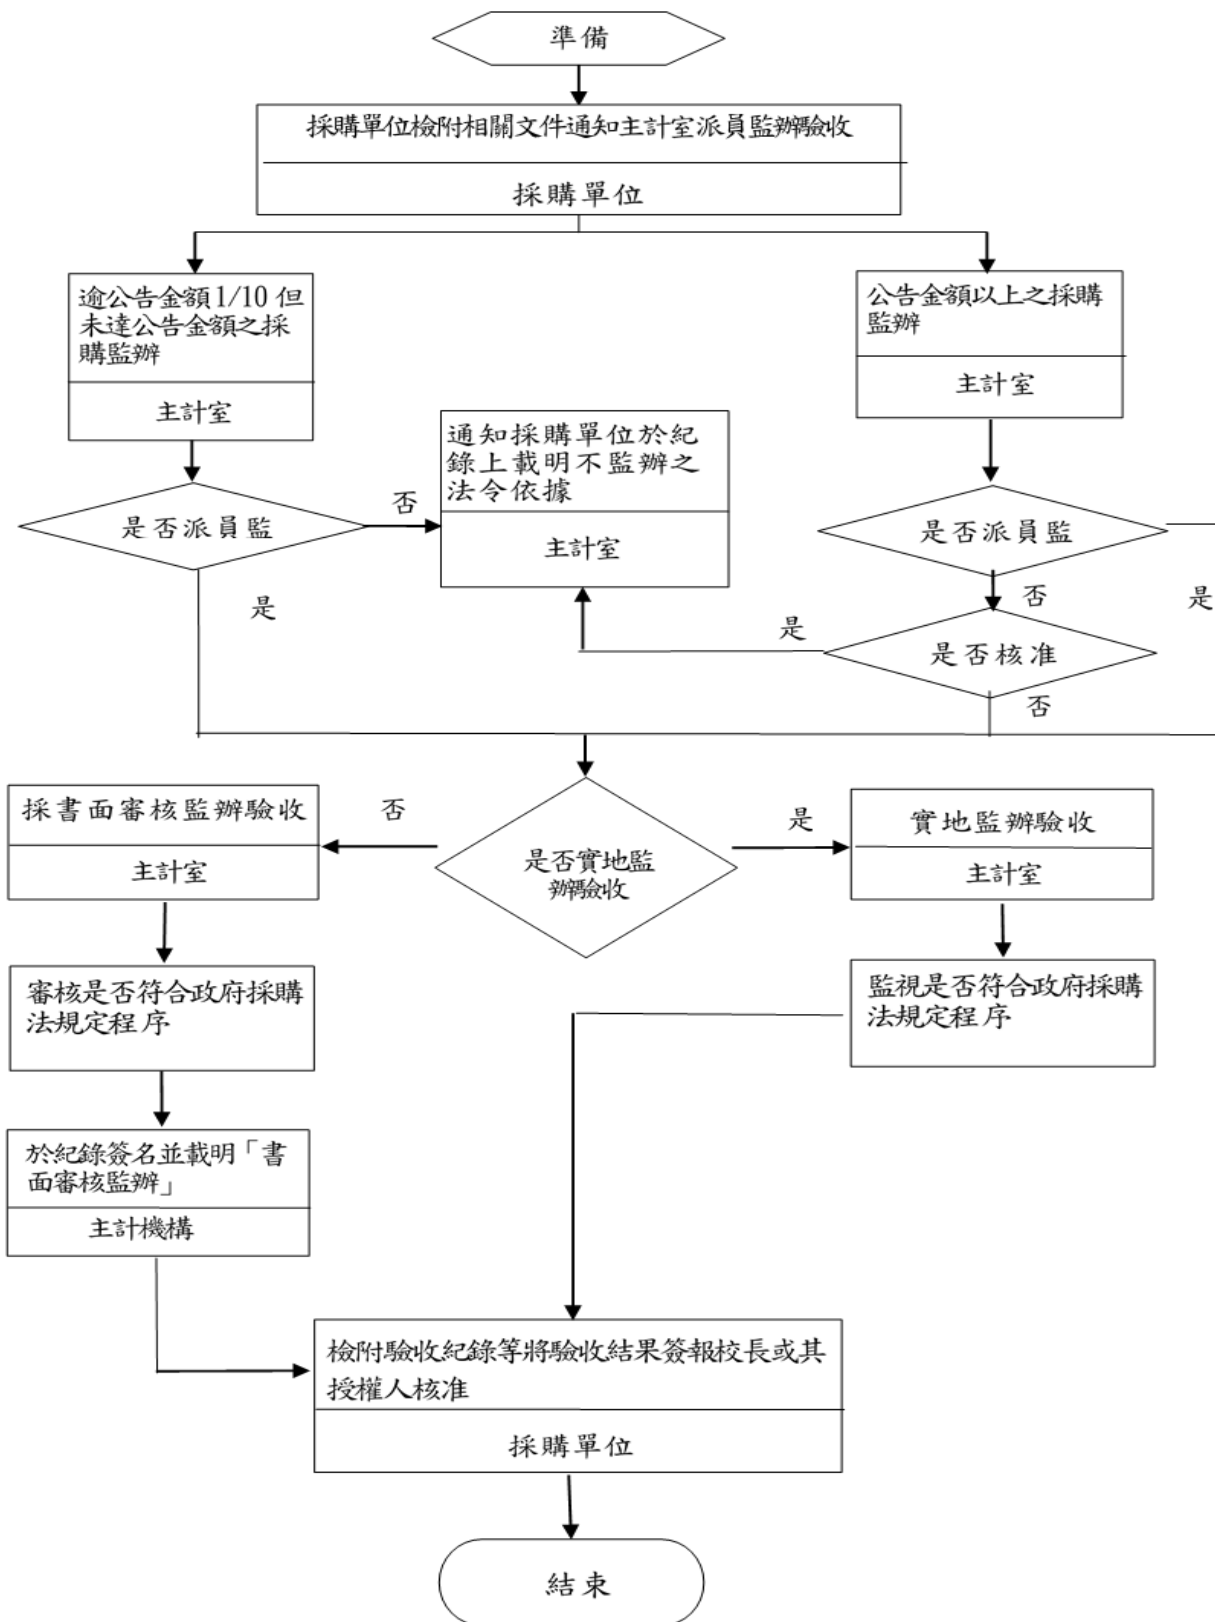 準備
採購單位檢附相關文件通知主計室派員監辦驗收
採購單位
逾公告金額1/10但
未達公告金額之採
購監辦
主計室
公告金額以上之採購
監辦
主計室
通知採購單位於紀
錄上載明不監辦之
法令依據
主計室
是否派員監
否
是
是否派員監
否
是
是否核准
是
否
採書面審核監辦驗收
主計室
否
是否實地監
辦驗收
是
實地監辦驗收
主計室
審核是否符合政府採購
法規定程序
監視是否符合政府採購
法規定程序
於紀錄簽名並載明「書
面審核監辦」
主計機構
檢附驗收紀錄等將驗收結果簽報校長或其
授權人核准
採購單位
結束